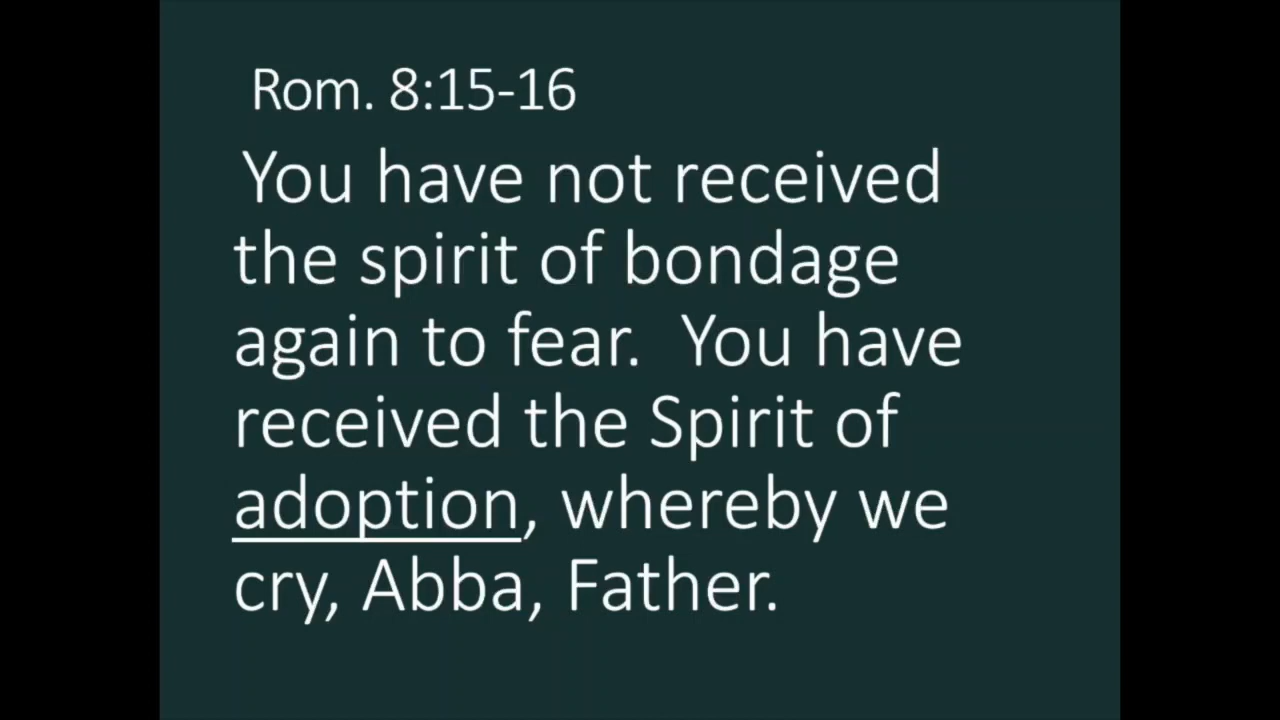 Rom. 8:15-16
You have not received
the spirit of bondage
again to fear.  You have
received the Spirit of
adoption, whereby we
cry, Abba, Father.